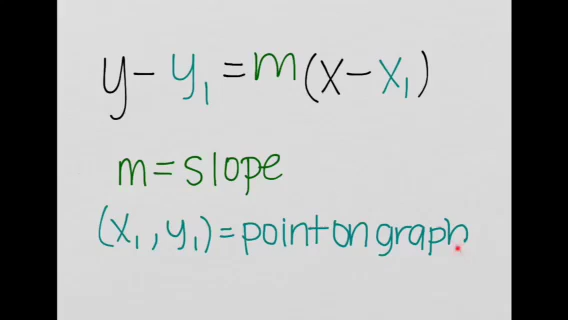 y - y₁ = m(x - x₁)
m = slope
(x₁, y₁) = point on graph